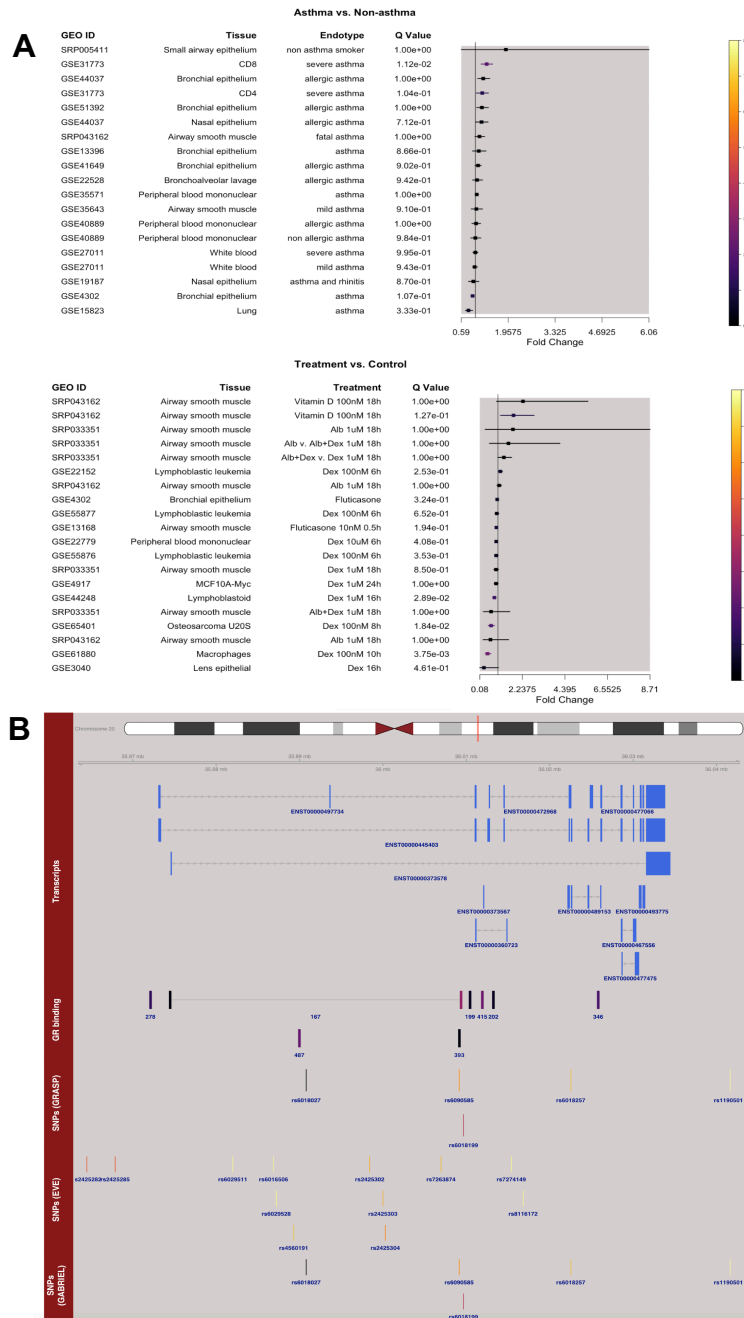 A
Asthma vs. Non-asthma
GEO ID Tissue Endotype Q Value
SRP005411 Small airway epithelium non asthma smoker 1.00e+00
GSE31773 CD8 severe asthma 1.12e-02
GSE44037 Bronchial epithelium allergic asthma 1.00e+00
GSE31773 CD4 severe asthma 1.04e-01
GSE51392 Bronchial epithelium allergic asthma 1.00e+00
GSE44037 Nasal epithelium allergic asthma 7.12e-01
SRP043162 Airway smooth muscle fatal asthma 1.00e+00
GSE13396 Bronchial epithelium asthma 8.66e-01
GSE41649 Bronchial epithelium allergic asthma 9.02e-01
GSE22528 Bronchoalveolar lavage allergic asthma 9.42e-01
GSE35571 Peripheral blood mononuclear asthma 1.00e+00
GSE35643 Airway smooth muscle mild asthma 9.10e-01
GSE40889 Peripheral blood mononuclear allergic asthma 1.00e+00
GSE40889 Peripheral blood mononuclear non allergic asthma 9.84e-01
GSE27011 White blood severe asthma 9.95e-01
GSE27011 White blood mild asthma 9.43e-01
GSE19187 Nasal epithelium asthma and rhinitis 8.70e-01
GSE4302 Bronchial epithelium asthma 1.07e-01
GSE15823 Lung asthma 3.33e-01
0.59 1.9575 3.325 4.6925 6.06
Fold Change
Treatment vs. Control
GEO ID Tissue Treatment Q Value
SRP043162 Airway smooth muscle Vitamin D 100nM 18h 1.00e+00
SRP043162 Airway smooth muscle Vitamin D 100nM 18h 1.27e-01
SRP033351 Airway smooth muscle Alb 1uM 18h 1.00e+00
SRP033351 Airway smooth muscle Alb v. Alb+Dex 1uM 18h 1.00e+00
SRP033351 Airway smooth muscle Alb+Dex v. Dex 1uM 18h 1.00e+00
GSE22152 Lymphoblastic leukemia Dex 100nM 6h 2.53e-01
SRP043162 Airway smooth muscle Alb 1uM 18h 1.00e+00
GSE4302 Bronchial epithelium Fluticasone 3.24e-01
GSE55877 Lymphoblastic leukemia Dex 100nM 6h 6.52e-01
GSE13168 Airway smooth muscle Fluticasone 10nM 0.5h 1.94e-01
GSE22779 Peripheral blood mononuclear Dex 10uM 6h 4.08e-01
GSE55876 Lymphoblastic leukemia Dex 100nM 6h 3.53e-01
SRP033351 Airway smooth muscle Dex 1uM 18h 8.50e-01
GSE4917 MCF10A-Myc Dex 1uM 24h 1.00e+00
GSE44248 Lymphoblastoid Dex 1uM 16h 2.89e-02
SRP033351 Airway smooth muscle Alb+Dex 1uM 18h 1.00e+00
GSE65401 Osteosarcoma U20S Dex 100nM 8h 1.84e-02
SRP043162 Airway smooth muscle Alb 1uM 18h 1.00e+00
GSE61880 Macrophages Dex 100nM 10h 3.75e-03
GSE3040 Lens epithelial Dex 16h 4.61e-01
0.08 2.2375 4.395 6.5525 8.71
Fold Change
B
Chromosome 20
Transcripts
ENST00000497734 ENST00000472968 ENST00000477066
ENST00000445403
ENST00000373578
ENST00000373567 ENST00000489153 ENST00000493775
ENST00000360723 ENST00000467556
ENST00000477475
GR binding
278 167 199 415 202 346
487 393
SNPs (GRASP)
rs6018027 rs6090585 rs6018257 rs1190501
rs6018199
SNPs (EVE)
rs2425282 rs2425285 rs6029511 rs6016506 rs2425302 rs7263874 rs7274149
rs6029528 rs2425303 rs8116172
rs4560191 rs2425304
SNPs
(GABRIEL)
rs6018027 rs6090585 rs6018257 rs1190501
rs6018199